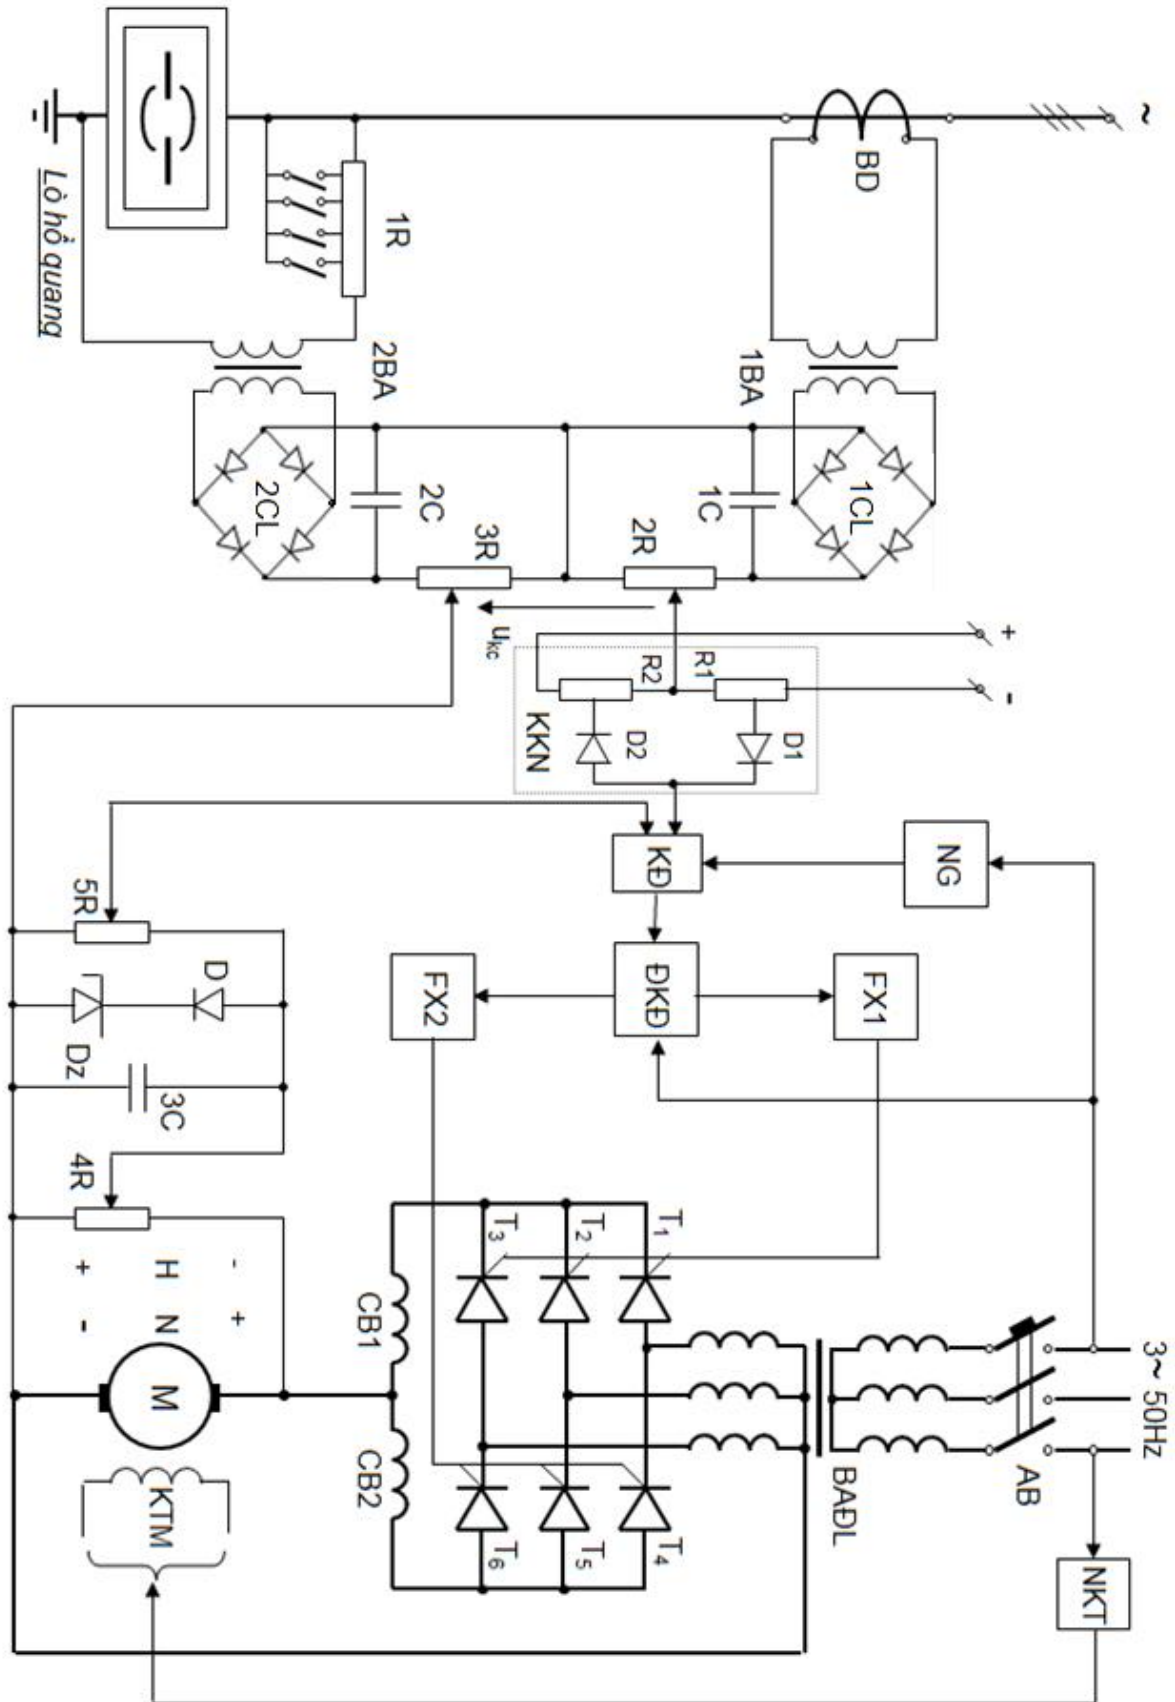 ~
BD
1R
Lò hồ quang
2BA
1BA
2CL
1CL
2C
1C
3R
2R
u_kc
+
-
R2
R1
KKN
D2
D1
KĐ
NG
5R
D
Dz
3C
4R
FX2
ĐKĐ
FX1
+
H
-
-
N
+
M
KTM
CB1
CB2
T₃
T₂
T₁
T₆
T₅
T₄
BAĐL
AB
3~ 50Hz
NKT